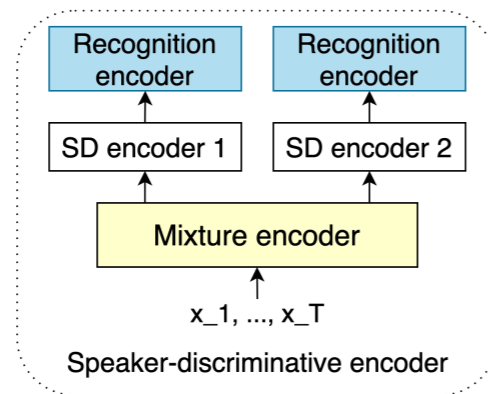 Recognition
encoder
Recognition
encoder
SD encoder 1
SD encoder 2
Mixture encoder
x_1, ..., x_T
Speaker-discriminative encoder